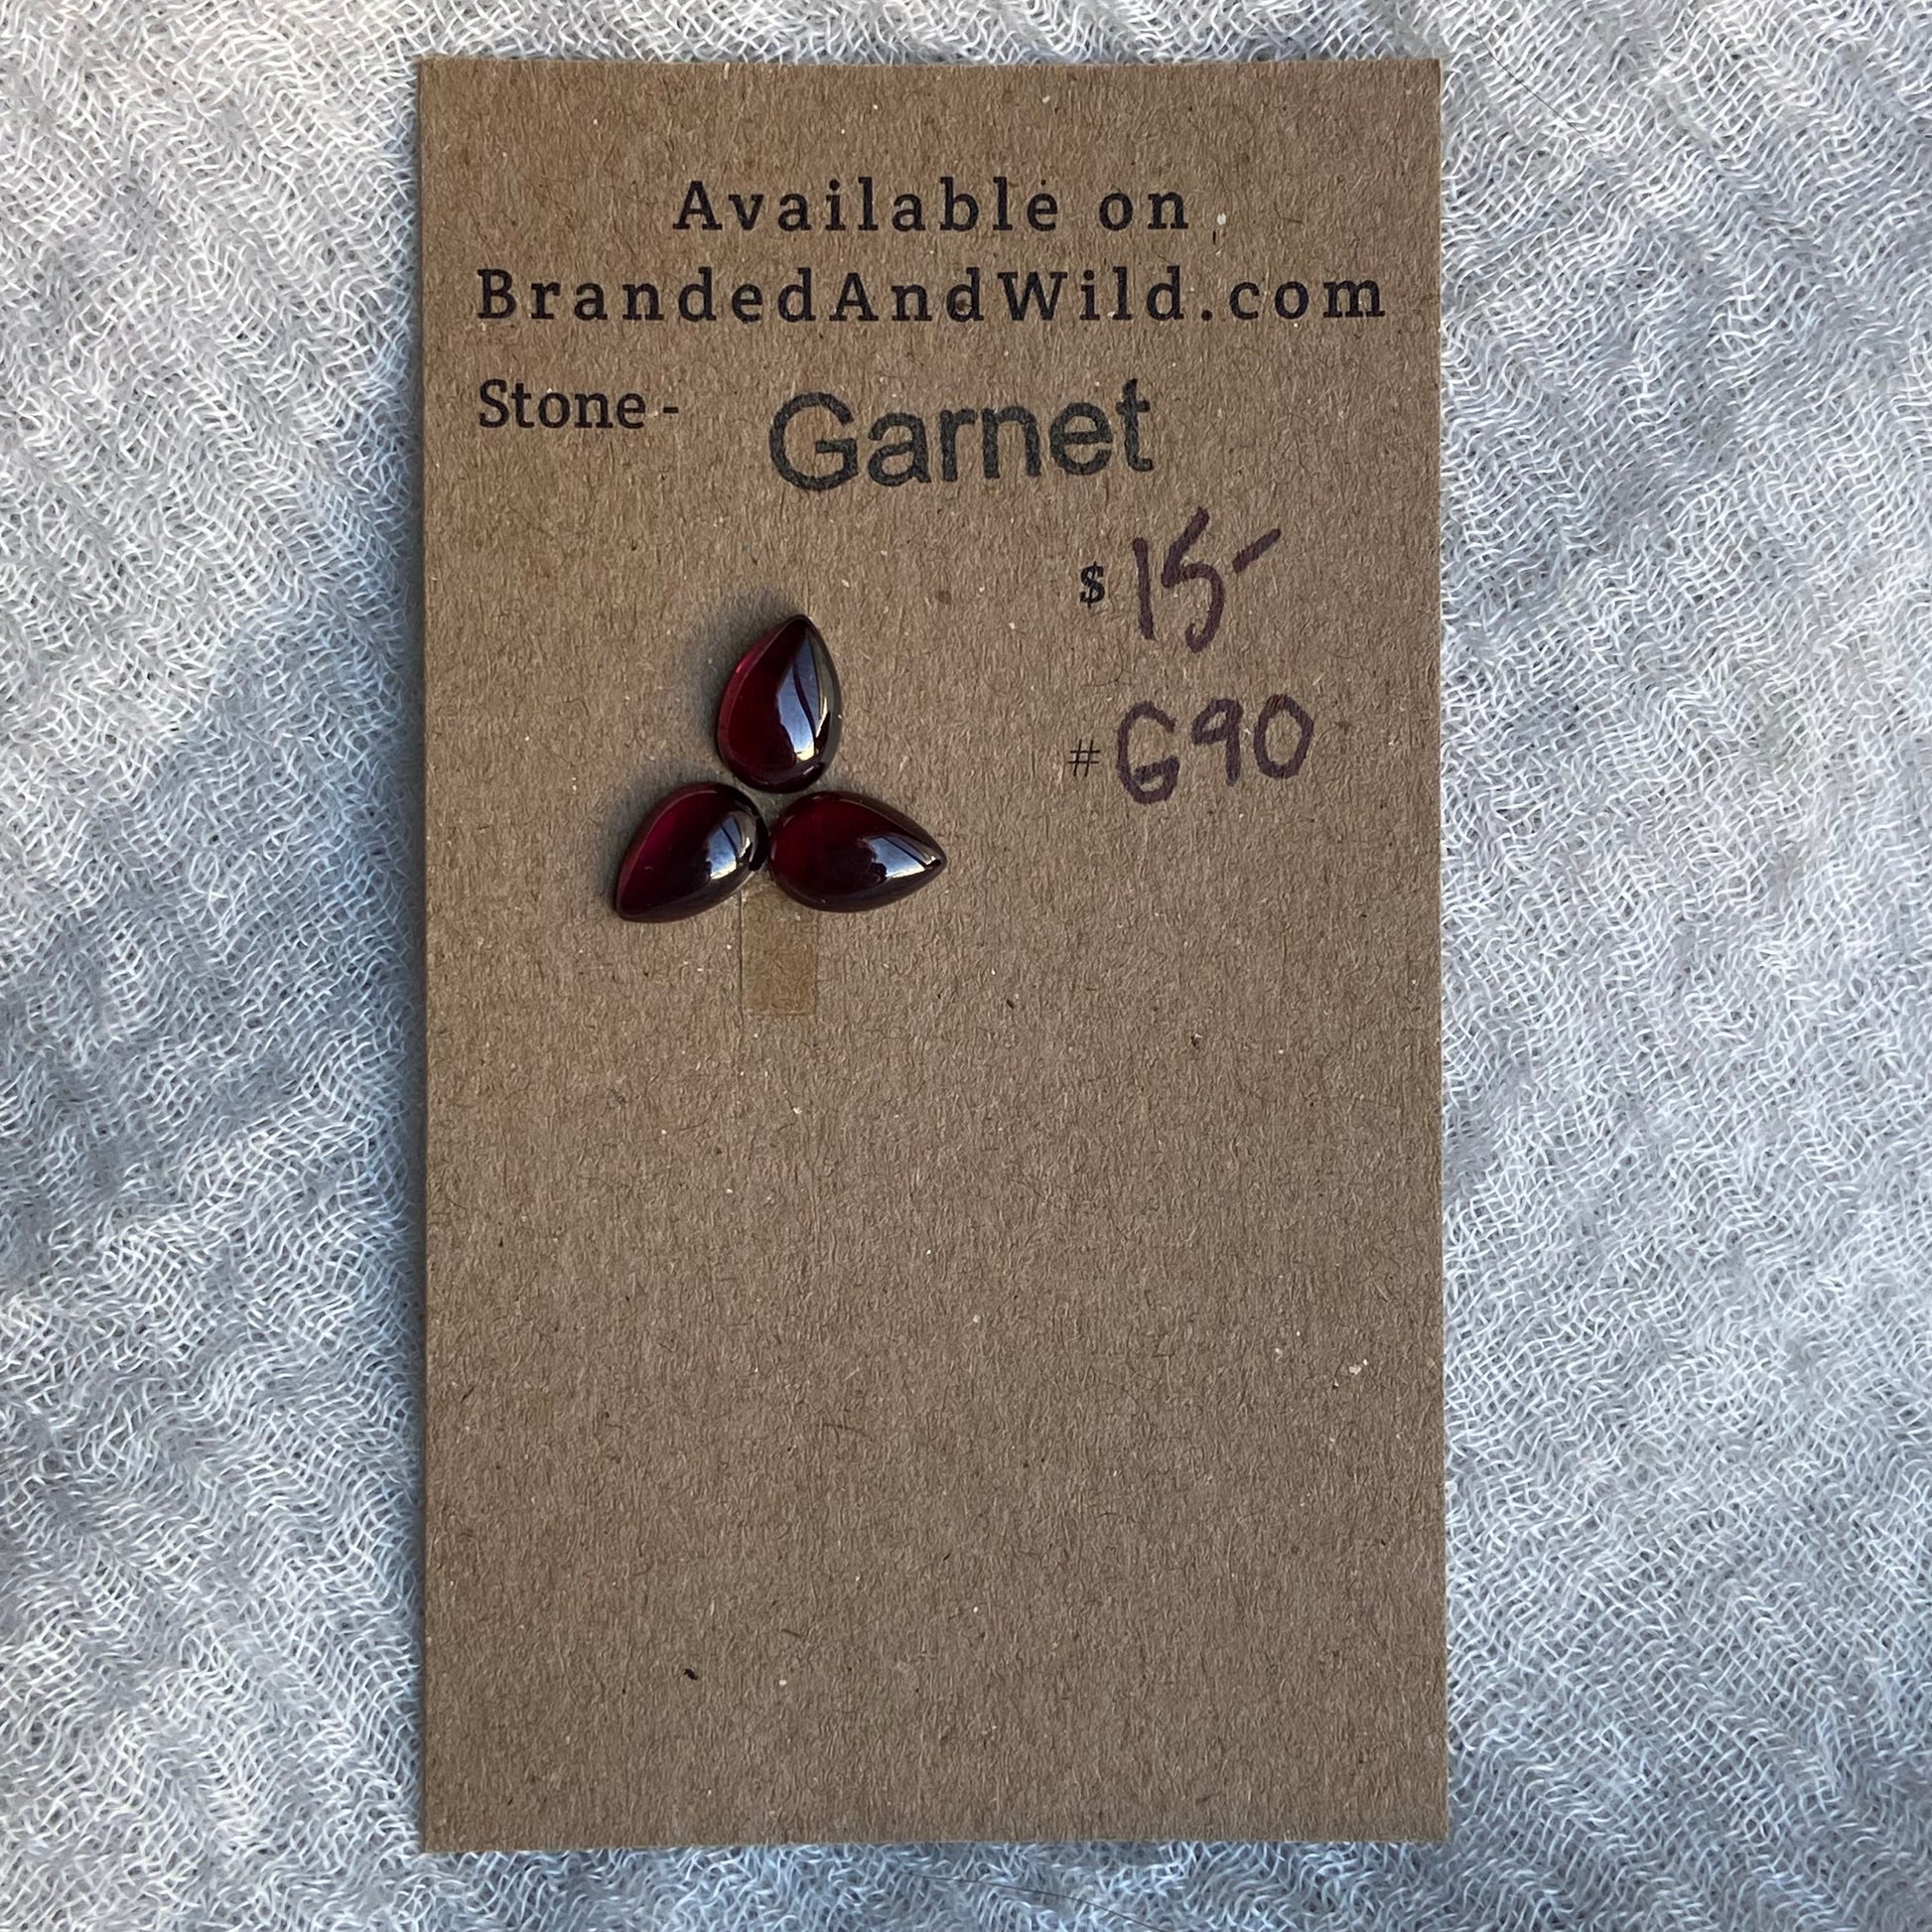 Available on
BrandedAndWild.com
Stone - Garnet
$ 15-
# G90